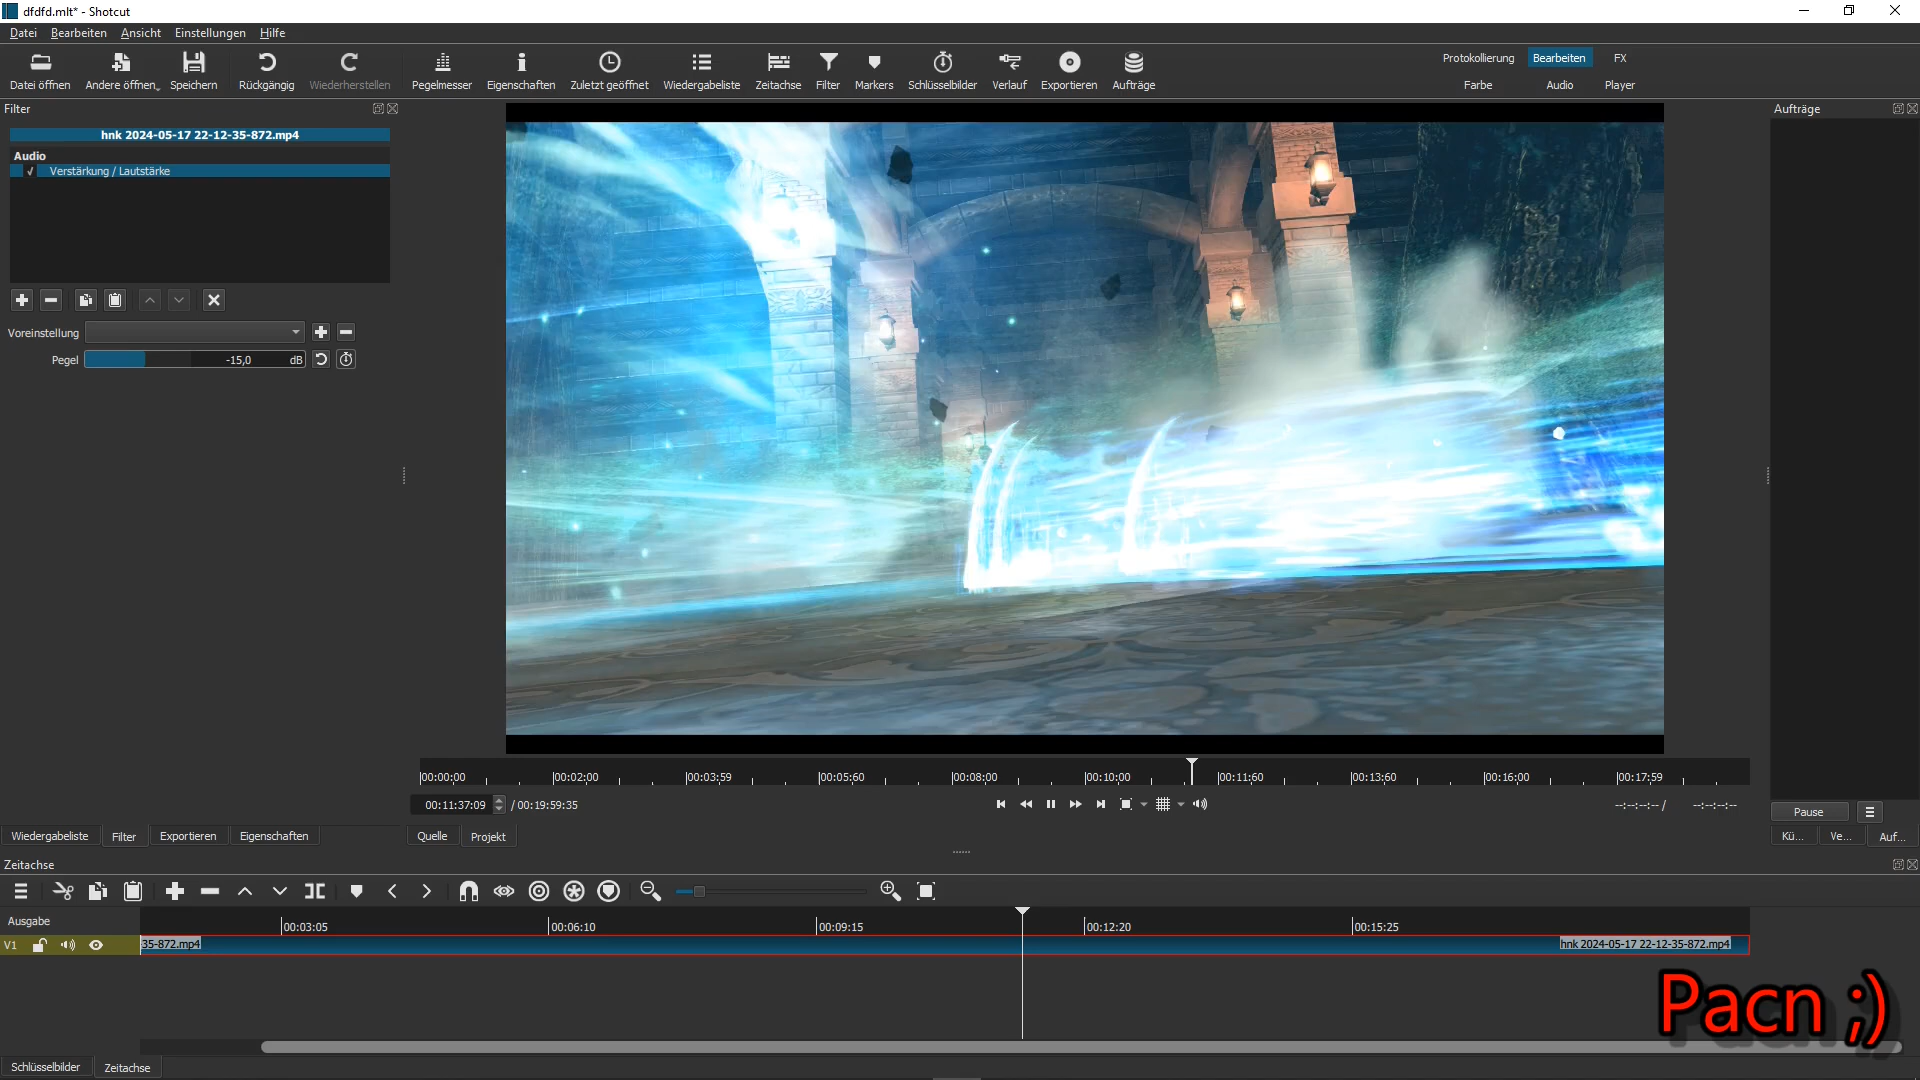 dfdfd.mlt* - Shotcut
Datei Bearbeiten Ansicht Einstellungen Hilfe
Datei öffnen Andere öffnen Speichern Rückgängig Wiederherstellen Pegelmesser Eigenschaften Zuletzt geöffnet Wiedergabeliste Zeitachse Filter Markers Schlüsselbilder Verlauf Exportieren Aufträge
Protokollierung Bearbeiten FX
Farbe Audio Player
Filter
Aufträge
hnk 2024-05-17 22-12-35-872.mp4
Audio
Verstärkung / Lautstärke
Voreinstellung
Pegel -15,0 dB
00:00:00 00:02:00 00:03:59 00:05:60 00:08:00 00:10:00 00:11:60 00:13:60 00:16:00 00:17:59
00:11:37:09 / 00:19:59:35 --:--:--:-- / --:--:--:--
Pause
Wiedergabeliste Filter Exportieren Eigenschaften Quelle Projekt Kü... Ve... Auf...
Zeitachse
Ausgabe 00:03:05 00:06:10 00:09:15 00:12:20 00:15:25
V1 35-872.mp4 hnk 2024-05-17 22-12-35-872.mp4
Pacn ;)
Schlüsselbilder Zeitachse